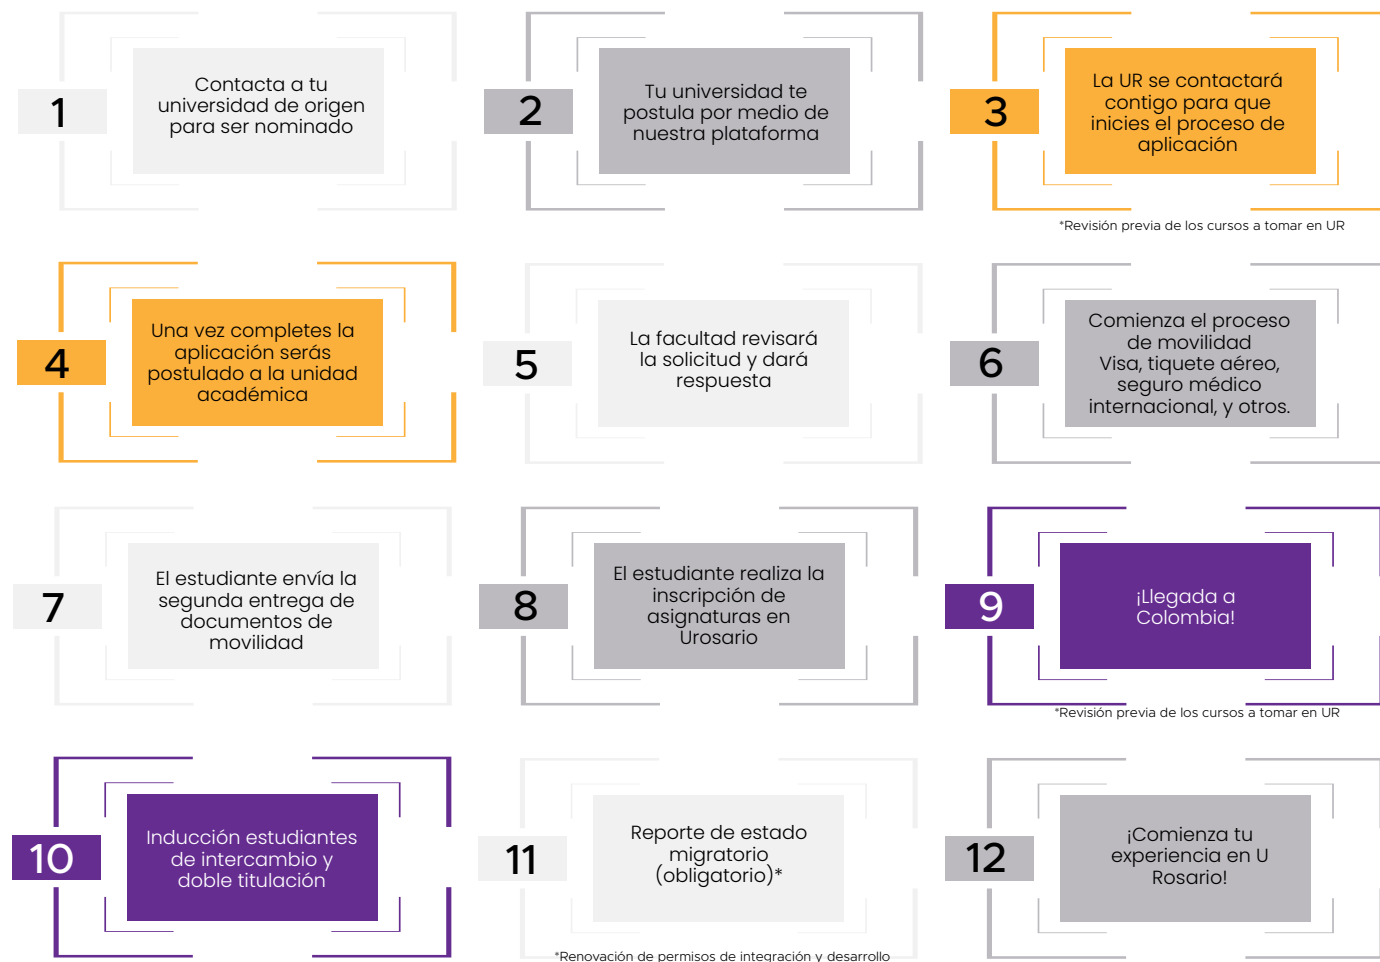 1
Contacta a tu
universidad de origen
para ser nominado
2
Tu universidad te
postula por medio de
nuestra plataforma
3
La UR se contactará
contigo para que
inicies el proceso de
aplicación
*Revisión previa de los cursos a tomar en UR
4
Una vez completes la
aplicación serás
postulado a la unidad
académica
5
La facultad revisará
la solicitud y dará
respuesta
6
Comienza el proceso
de movilidad
Visa, tiquete aéreo,
seguro médico
internacional, y otros.
7
El estudiante envía la
segunda entrega de
documentos de
movilidad
8
El estudiante realiza la
inscripción de
asignaturas en
Urosario
9
¡Llegada a
Colombia!
*Revisión previa de los cursos a tomar en UR
10
Inducción estudiantes
de intercambio y
doble titulación
11
Reporte de estado
migratorio
(obligatorio)*
*Renovación de permisos de integración y desarrollo
12
¡Comienza tu
experiencia en U
Rosario!